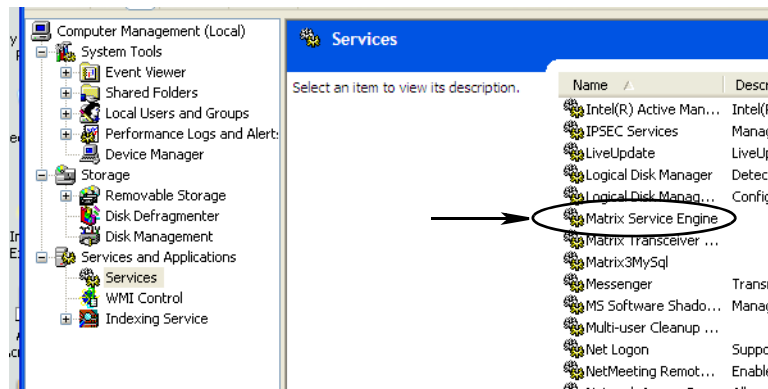 Computer Management (Local)
System Tools
Event Viewer
Shared Folders
Local Users and Groups
Performance Logs and Alert:
Device Manager
Storage
Removable Storage
Disk Defragmenter
Disk Management
Services and Applications
Services
WMI Control
Indexing Service
Services
Select an item to view its description.
Name Descr
Intel(R) Active Man... Intel(R
IPSEC Services Manag
LiveUpdate LiveUp
Logical Disk Manager Detec
Logical Disk Manag... Config
Matrix Service Engine
Matrix Transceiver ...
Matrix3MySql
Messenger Transm
MS Software Shado... Manag
Multi-user Cleanup ...
Net Logon Suppo
NetMeeting Remot... Enable